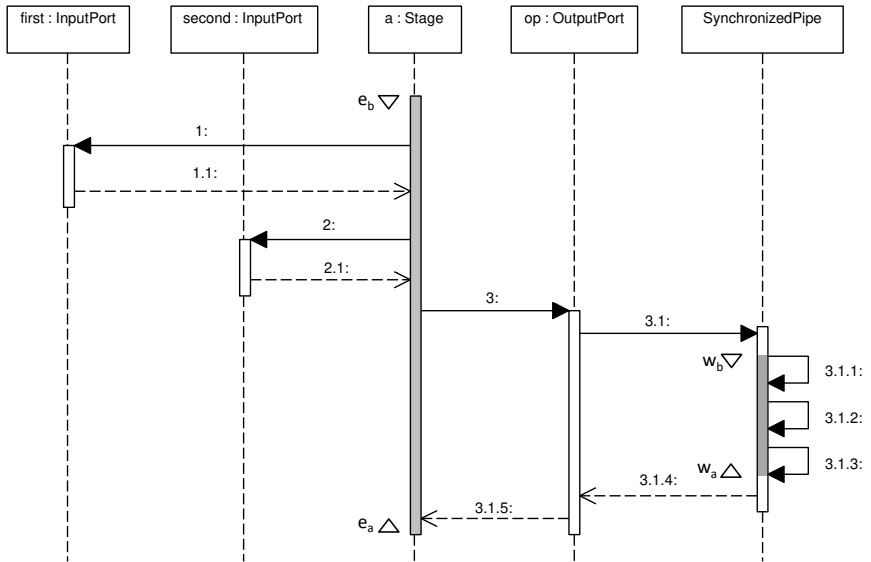 first : InputPort
second : InputPort
a : Stage
op : OutputPort
SynchronizedPipe
e_b
1:
1.1:
2:
2.1:
3:
3.1:
w_b
3.1.1:
3.1.2:
3.1.3:
w_a
3.1.4:
3.1.5:
e_a